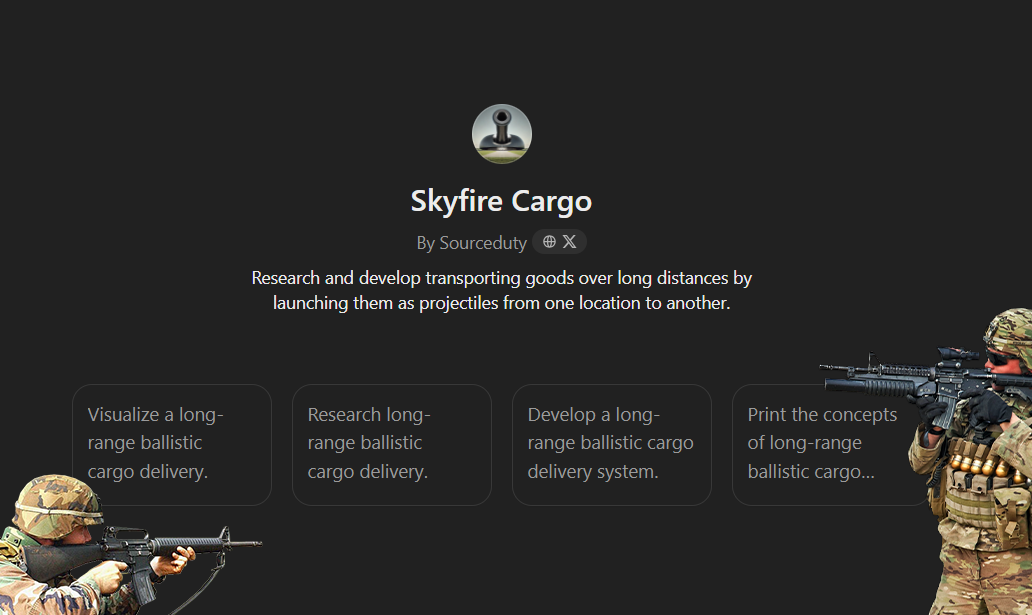 Skyfire Cargo
By Sourceduty
Research and develop transporting goods over long distances by
launching them as projectiles from one location to another.
Visualize a long-
range ballistic
cargo delivery.
Research long-
range ballistic
cargo delivery.
Develop a long-
range ballistic cargo
delivery system.
Print the concepts
of long-range
ballistic cargo...